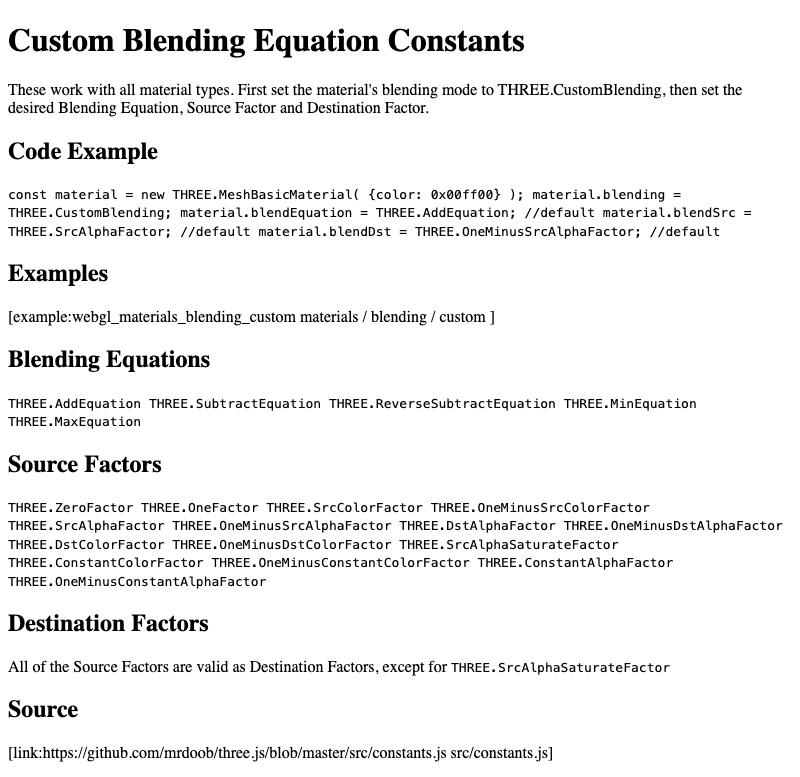 Custom Blending Equation Constants
These work with all material types. First set the material's blending mode to THREE.CustomBlending, then set the
desired Blending Equation, Source Factor and Destination Factor.
Code Example
const material = new THREE.MeshBasicMaterial( {color: 0x00ff00} ); material.blending =
THREE.CustomBlending; material.blendEquation = THREE.AddEquation; //default material.blendSrc =
THREE.SrcAlphaFactor; //default material.blendDst = THREE.OneMinusSrcAlphaFactor; //default
Examples
[example:webgl_materials_blending_custom materials / blending / custom ]
Blending Equations
THREE.AddEquation THREE.SubtractEquation THREE.ReverseSubtractEquation THREE.MinEquation
THREE.MaxEquation
Source Factors
THREE.ZeroFactor THREE.OneFactor THREE.SrcColorFactor THREE.OneMinusSrcColorFactor
THREE.SrcAlphaFactor THREE.OneMinusSrcAlphaFactor THREE.DstAlphaFactor THREE.OneMinusDstAlphaFactor
THREE.DstColorFactor THREE.OneMinusDstColorFactor THREE.SrcAlphaSaturateFactor
THREE.ConstantColorFactor THREE.OneMinusConstantColorFactor THREE.ConstantAlphaFactor
THREE.OneMinusConstantAlphaFactor
Destination Factors
All of the Source Factors are valid as Destination Factors, except for THREE.SrcAlphaSaturateFactor
Source
[link:https://github.com/mrdoob/three.js/blob/master/src/constants.js src/constants.js]